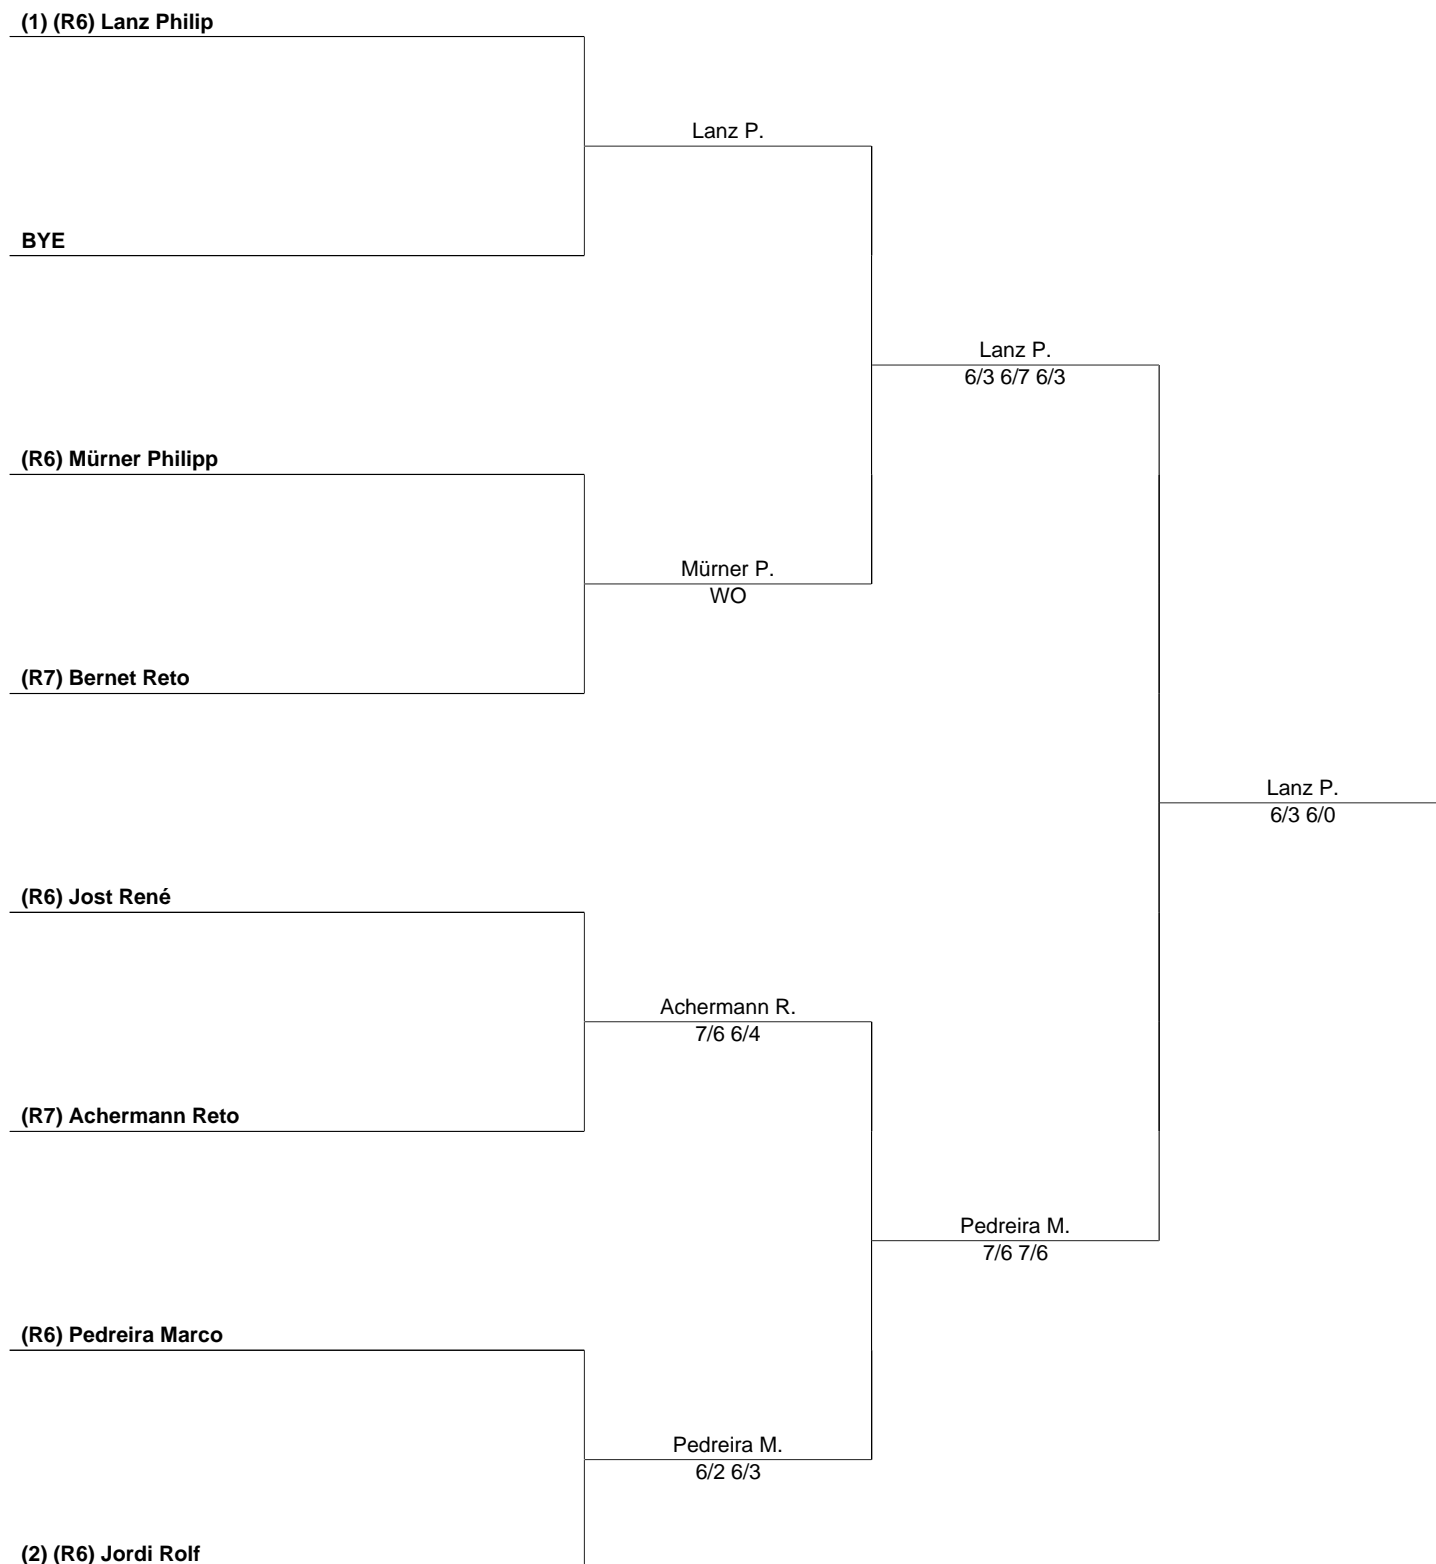 (1) (R6) Lanz Philip
Lanz P.
BYE
Lanz P.
6/3 6/7 6/3
(R6) Mürner Philipp
Mürner P.
WO
(R7) Bernet Reto
Lanz P.
6/3 6/0
(R6) Jost René
Achermann R.
7/6 6/4
(R7) Achermann Reto
Pedreira M.
7/6 7/6
(R6) Pedreira Marco
Pedreira M.
6/2 6/3
(2) (R6) Jordi Rolf